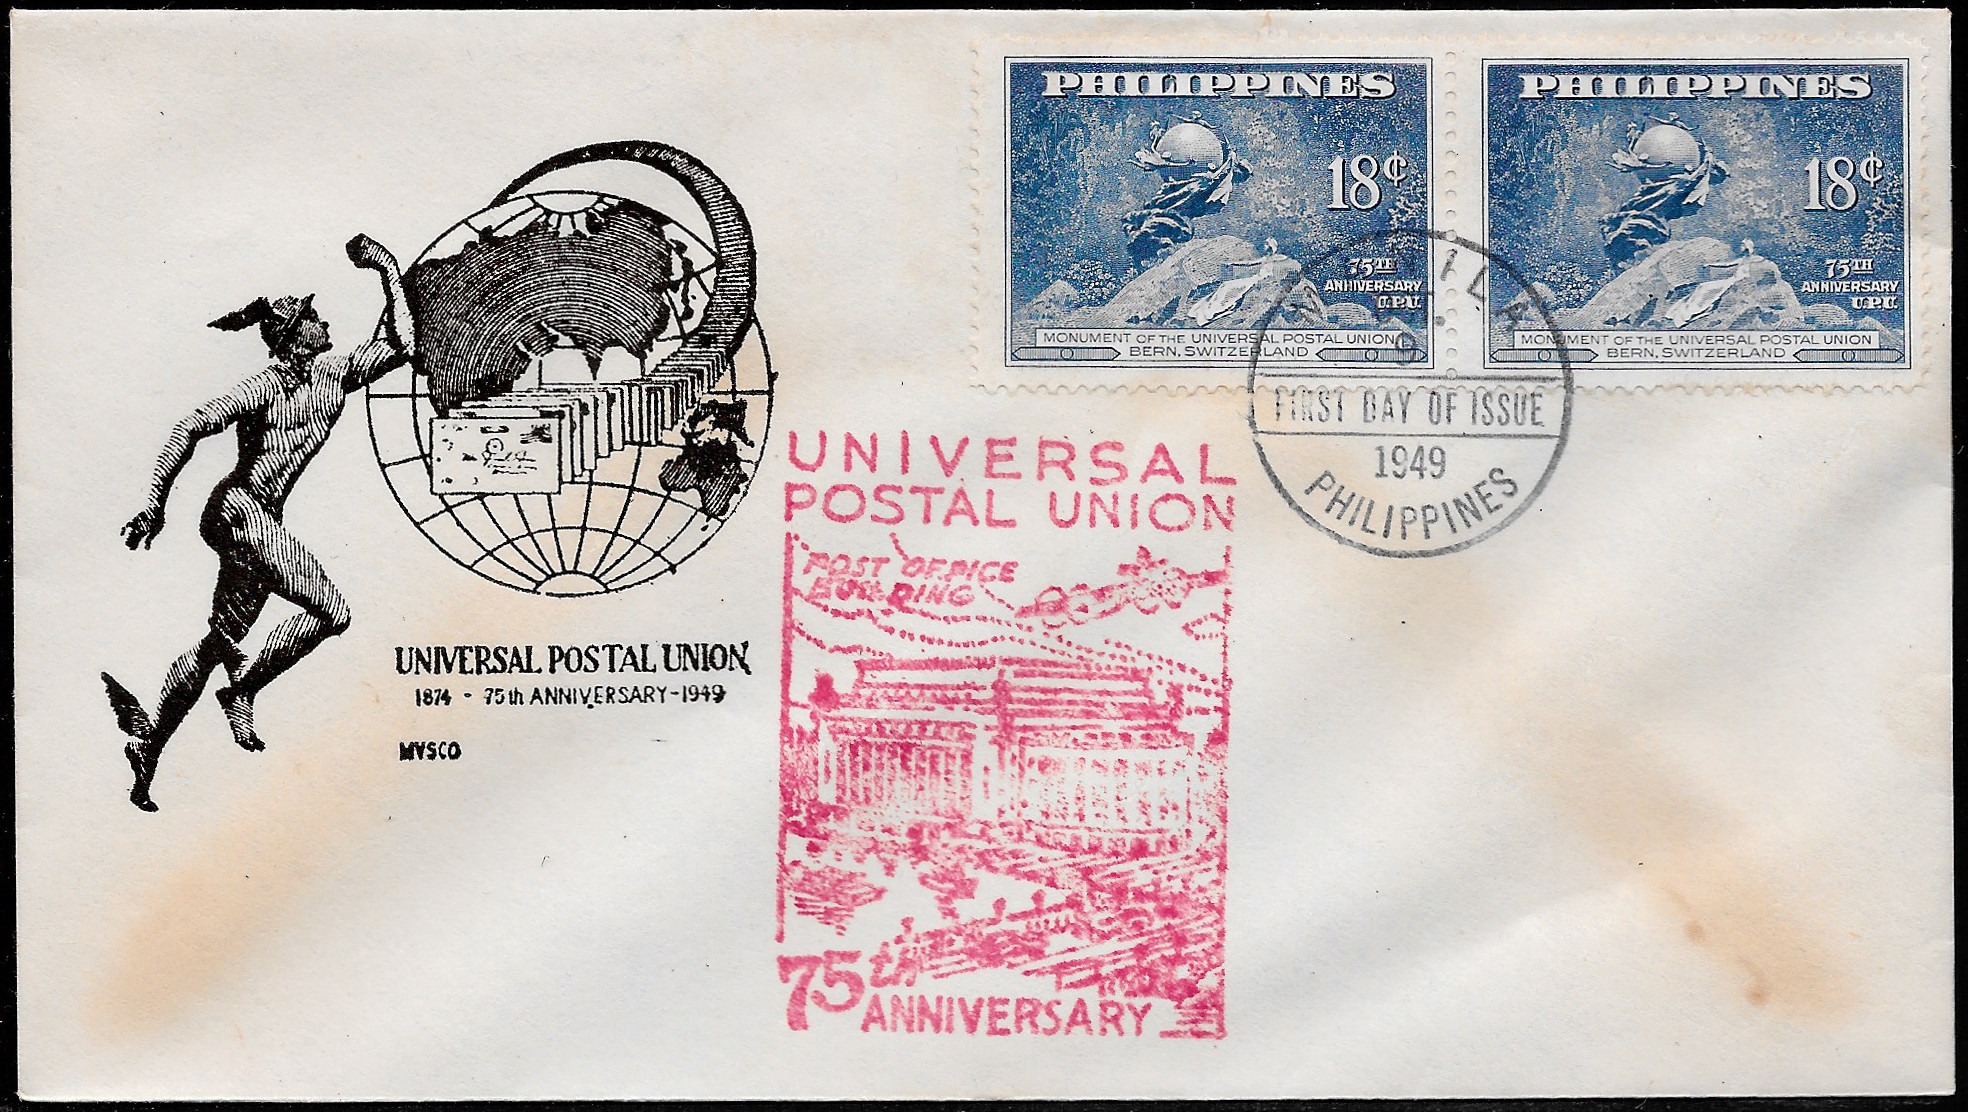 PHILIPPINES
18¢
75TH
ANNIVERSARY
U.P.U.
MONUMENT OF THE UNIVERSAL POSTAL UNION
BERN, SWITZERLAND
PHILIPPINES
18¢
75TH
ANNIVERSARY
U.P.U.
MONUMENT OF THE UNIVERSAL POSTAL UNION
BERN, SWITZERLAND
FIRST DAY OF ISSUE
1949
PHILIPPINES
UNIVERSAL
POSTAL UNION
POST OFFICE
BUILDING
75th
ANNIVERSARY
UNIVERSAL POSTAL UNION
1874 - 75th ANNIVERSARY - 1949
MVSCO